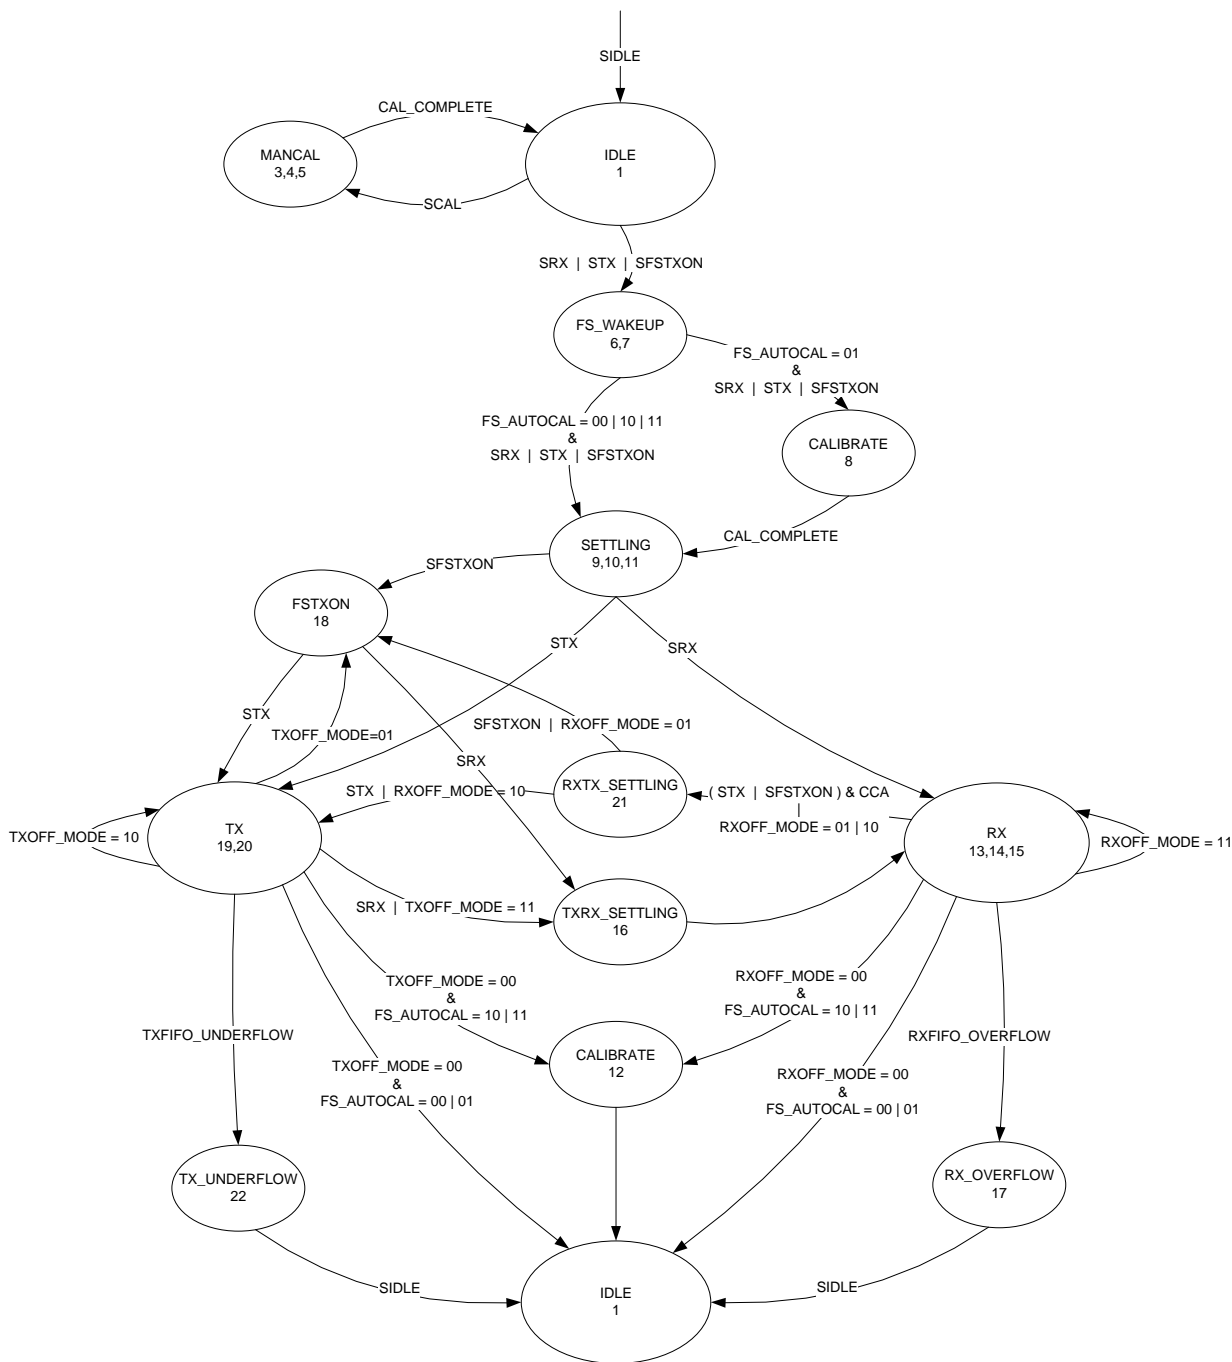 SIDLE
CAL_COMPLETE
MANCAL
3,4,5
IDLE
1
SCAL
SRX | STX | SFSTXON
FS_WAKEUP
6,7
FS_AUTOCAL = 01
&
SRX | STX | SFSTXON
FS_AUTOCAL = 00 | 10 | 11
&
SRX | STX | SFSTXON
CALIBRATE
8
SETTLING
9,10,11
CAL_COMPLETE
SFSTXON
FSTXON
18
STX
SRX
STX
TXOFF_MODE=01
SFSTXON | RXOFF_MODE = 01
SRX
RXTX_SETTLING
21
STX | RXOFF_MODE = 10
( STX | SFSTXON ) & CCA
|
RXOFF_MODE = 01 | 10
TXOFF_MODE = 10
TX
19,20
RX
13,14,15
RXOFF_MODE = 11
SRX | TXOFF_MODE = 11
TXRX_SETTLING
16
TXOFF_MODE = 00
&
FS_AUTOCAL = 10 | 11
RXOFF_MODE = 00
&
FS_AUTOCAL = 10 | 11
TXFIFO_UNDERFLOW
RXFIFO_OVERFLOW
CALIBRATE
12
TXOFF_MODE = 00
&
FS_AUTOCAL = 00 | 01
RXOFF_MODE = 00
&
FS_AUTOCAL = 00 | 01
TX_UNDERFLOW
22
RX_OVERFLOW
17
SIDLE
SIDLE
IDLE
1